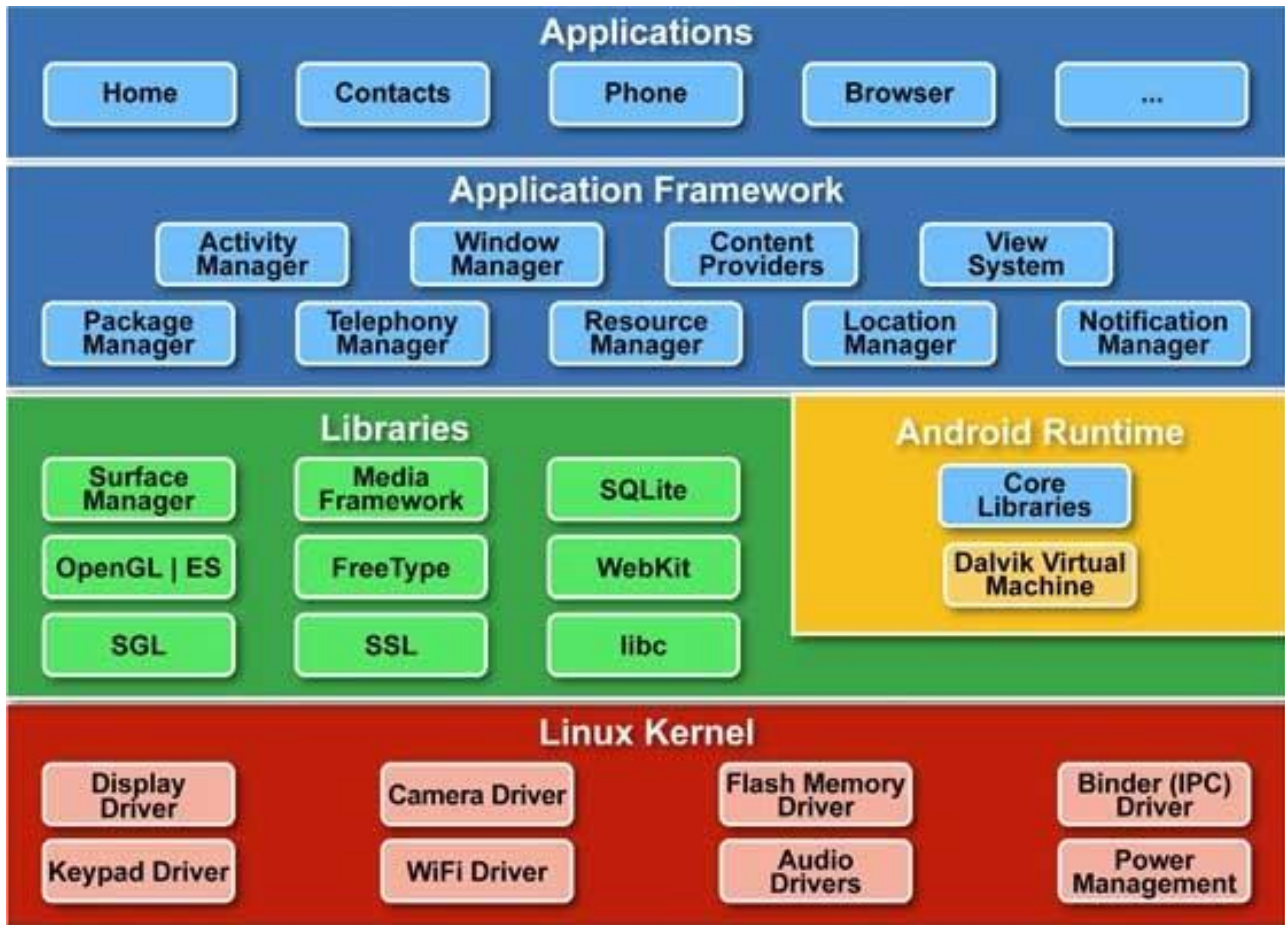 Applications
Home
Contacts
Phone
Browser
...
Application Framework
Activity
Manager
Window
Manager
Content
Providers
View
System
Package
Manager
Telephony
Manager
Resource
Manager
Location
Manager
Notification
Manager
Libraries
Surface
Manager
Media
Framework
SQLite
OpenGL | ES
FreeType
WebKit
SGL
SSL
libc
Android Runtime
Core
Libraries
Dalvik Virtual
Machine
Linux Kernel
Display
Driver
Camera Driver
Flash Memory
Driver
Binder (IPC)
Driver
Keypad Driver
WiFi Driver
Audio
Drivers
Power
Management